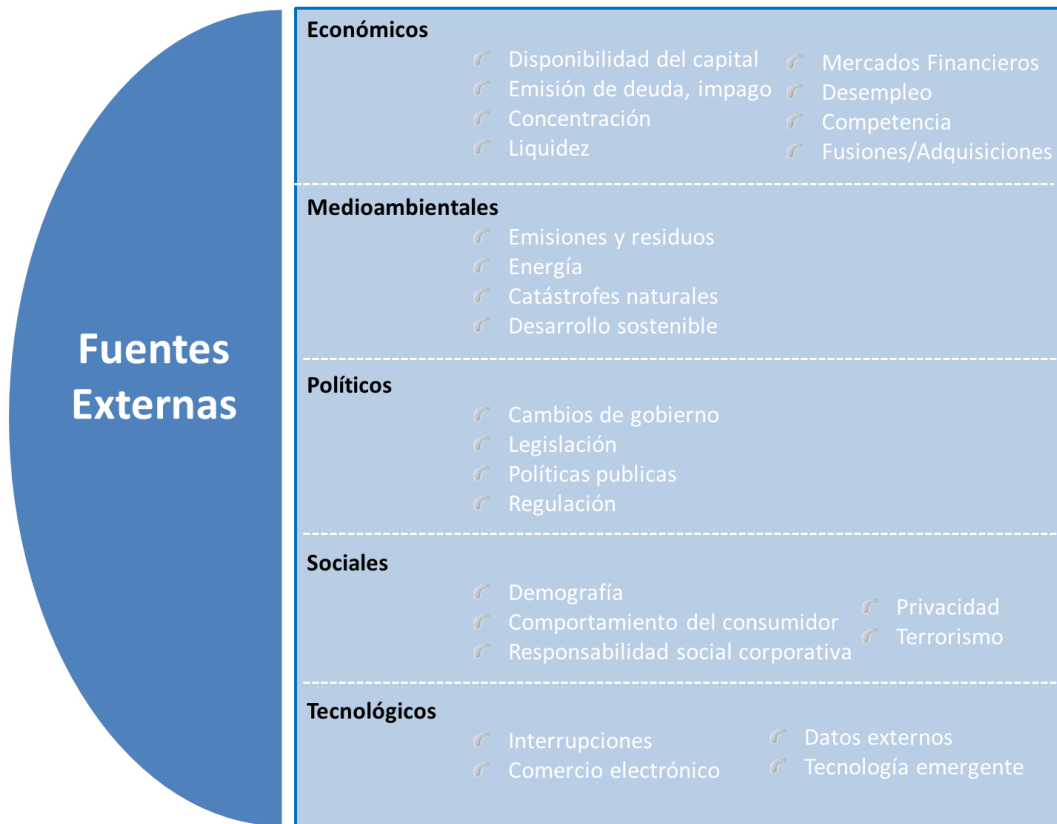 Fuentes
Externas
Económicos
Disponibilidad del capital
Emisión de deuda, impago
Concentración
Liquidez
Mercados Financieros
Desempleo
Competencia
Fusiones/Adquisiciones
Medioambientales
Emisiones y residuos
Energía
Catástrofes naturales
Desarrollo sostenible
Políticos
Cambios de gobierno
Legislación
Políticas publicas
Regulación
Sociales
Demografía
Comportamiento del consumidor
Responsabilidad social corporativa
Privacidad
Terrorismo
Tecnológicos
Interrupciones
Comercio electrónico
Datos externos
Tecnología emergente